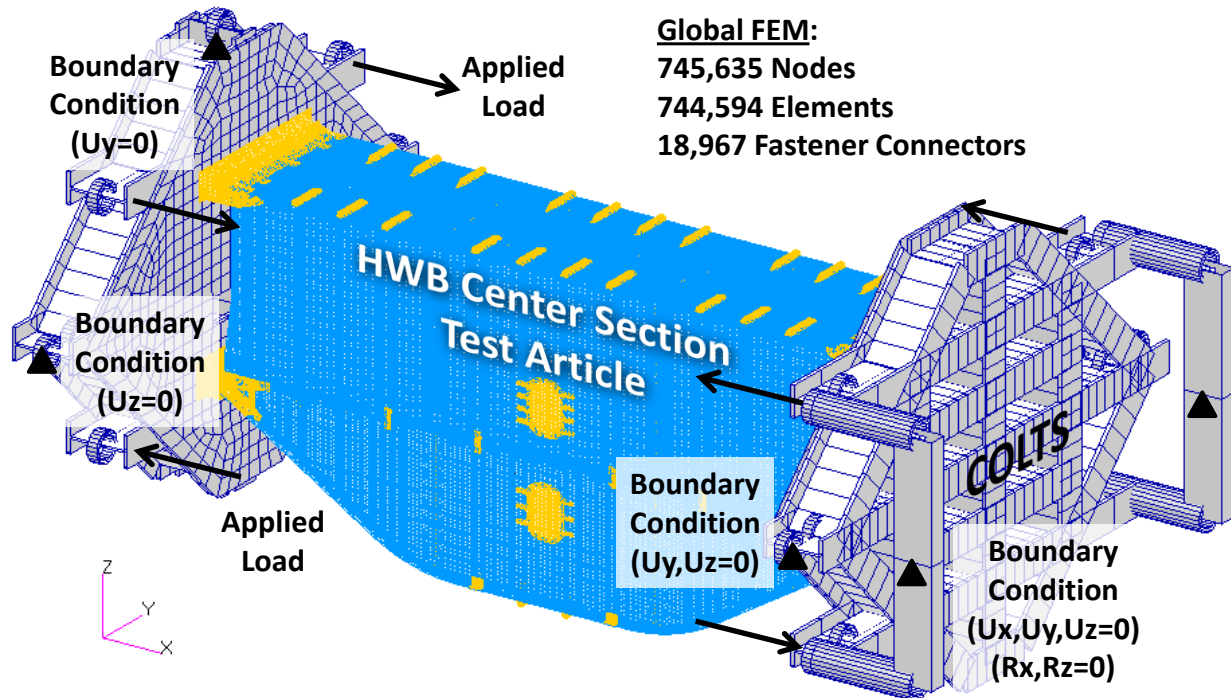 Global FEM:
745,635 Nodes
744,594 Elements
18,967 Fastener Connectors
Boundary
Condition
(Uy=0)
Applied
Load
HWB Center Section
Test Article
Boundary
Condition
(Uz=0)
COLTS
Applied
Load
Boundary
Condition
(Uy,Uz=0)
Boundary
Condition
(Ux,Uy,Uz=0)
(Rx,Rz=0)
Z
Y
X